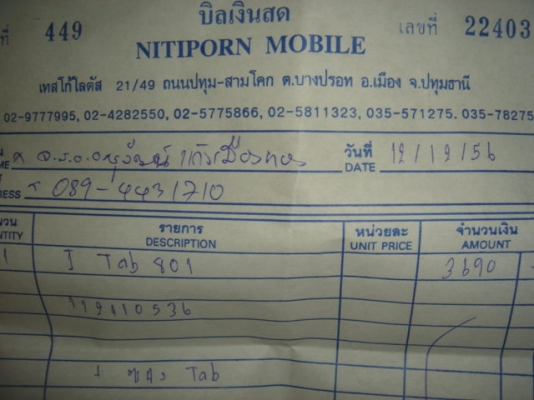 บิลเงินสด
ที่ 449 เลขที่ 22403
NITIPORN MOBILE
เทสโก้โลตัส 21/49 ถนนปทุม-สามโคก ต.บางปรอท อ.เมือง จ.ปทุมธานี
02-9777995, 02-4282550, 02-5775866, 02-5811323, 035-571275. 035-78275
วันที่ 12/12/56
DATE
089-4431710
รายการ หน่วยละ จำนวนเงิน
DESCRIPTION UNIT PRICE AMOUNT
1 I Tab 801 3690 -
Tab